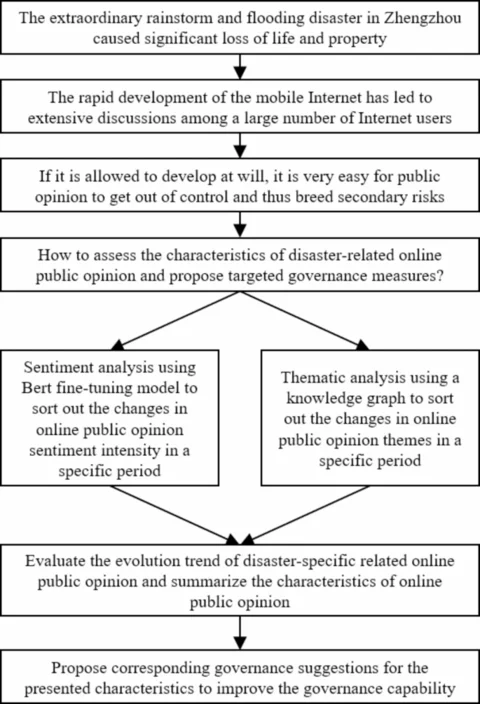 The extraordinary rainstorm and flooding disaster in Zhengzhou
caused significant loss of life and property
The rapid development of the mobile Internet has led to
extensive discussions among a large number of Internet users
If it is allowed to develop at will, it is very easy for public
opinion to get out of control and thus breed secondary risks
How to assess the characteristics of disaster-related online
public opinion and propose targeted governance measures?
Sentiment analysis using
Bert fine-tuning model to
sort out the changes in
online public opinion
sentiment intensity in a
specific period
Thematic analysis using a
knowledge graph to sort
out the changes in online
public opinion themes in a
specific period
Evaluate the evolution trend of disaster-specific related online
public opinion and summarize the characteristics of online
public opinion
Propose corresponding governance suggestions for the
presented characteristics to improve the governance capability